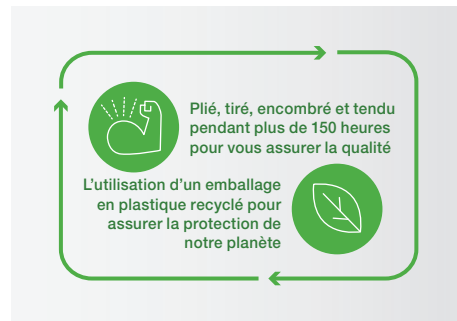 Plié, tiré, encombré et tendu
pendant plus de 150 heures
pour vous assurer la qualité
L'utilisation d'un emballage
en plastique recyclé pour
assurer la protection de
notre planète